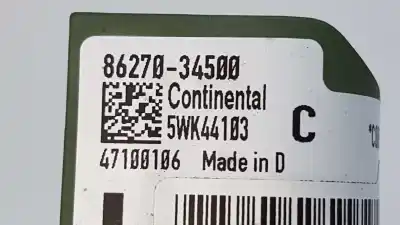 86270-34500
Continental
5WK44103
C
47100106 Made in D